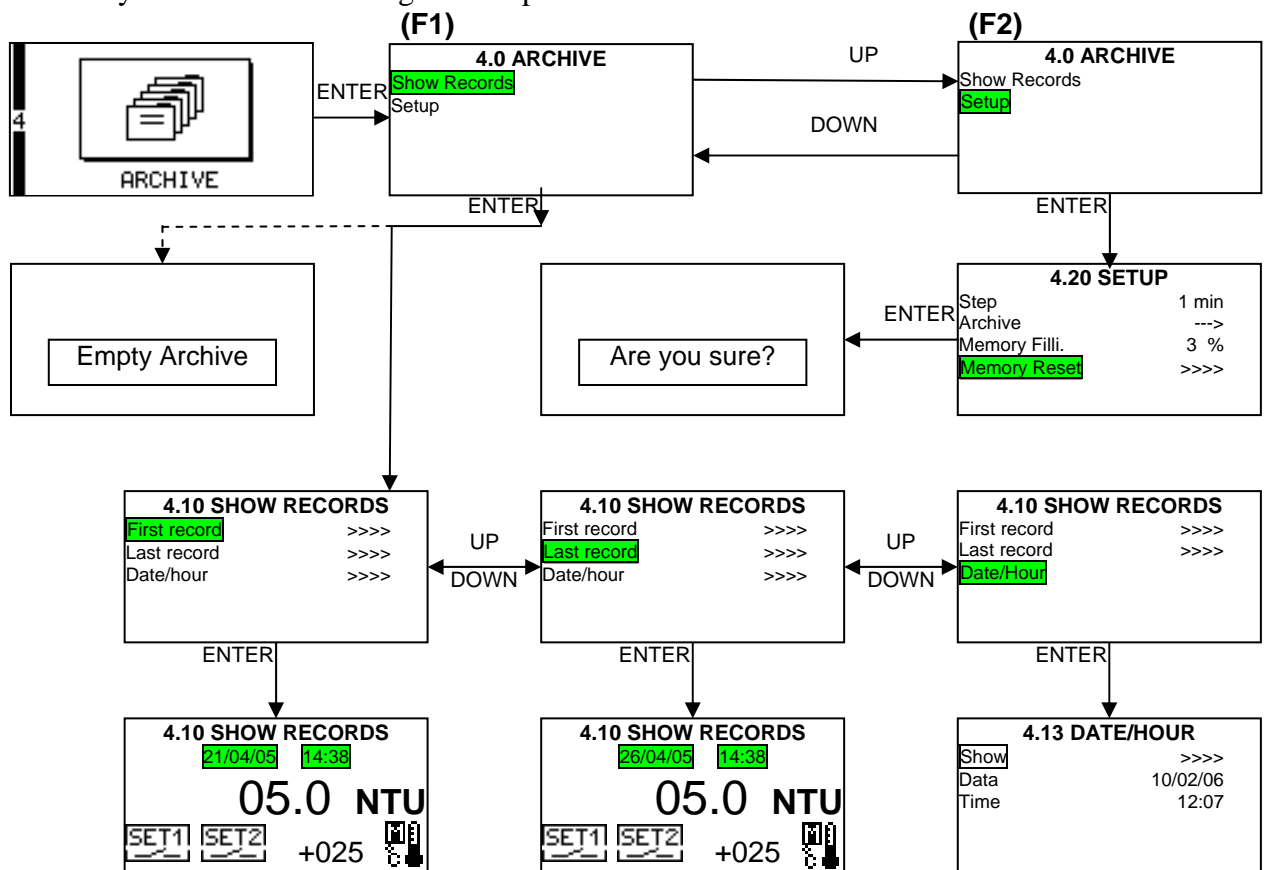 (F1)
(F2)
4
ARCHIVE
ENTER
4.0 ARCHIVE
Show Records
Setup
UP
DOWN
4.0 ARCHIVE
Show Records
Setup
ENTER
ENTER
Empty Archive
Are you sure?
ENTER
4.20 SETUP
Step 1 min
Archive --->
Memory Filli. 3 %
Memory Reset >>>>
4.10 SHOW RECORDS
First record >>>>
Last record >>>>
Date/hour >>>>
UP
DOWN
4.10 SHOW RECORDS
First record >>>>
Last record >>>>
Date/hour >>>>
UP
DOWN
4.10 SHOW RECORDS
First record >>>>
Last record >>>>
Date/Hour
ENTER
ENTER
ENTER
4.10 SHOW RECORDS
21/04/05 14:38
05.0 NTU
SET1 SET2 +025 M °C
4.10 SHOW RECORDS
26/04/05 14:38
05.0 NTU
SET1 SET2 +025 M °C
4.13 DATE/HOUR
Show >>>>
Data 10/02/06
Time 12:07